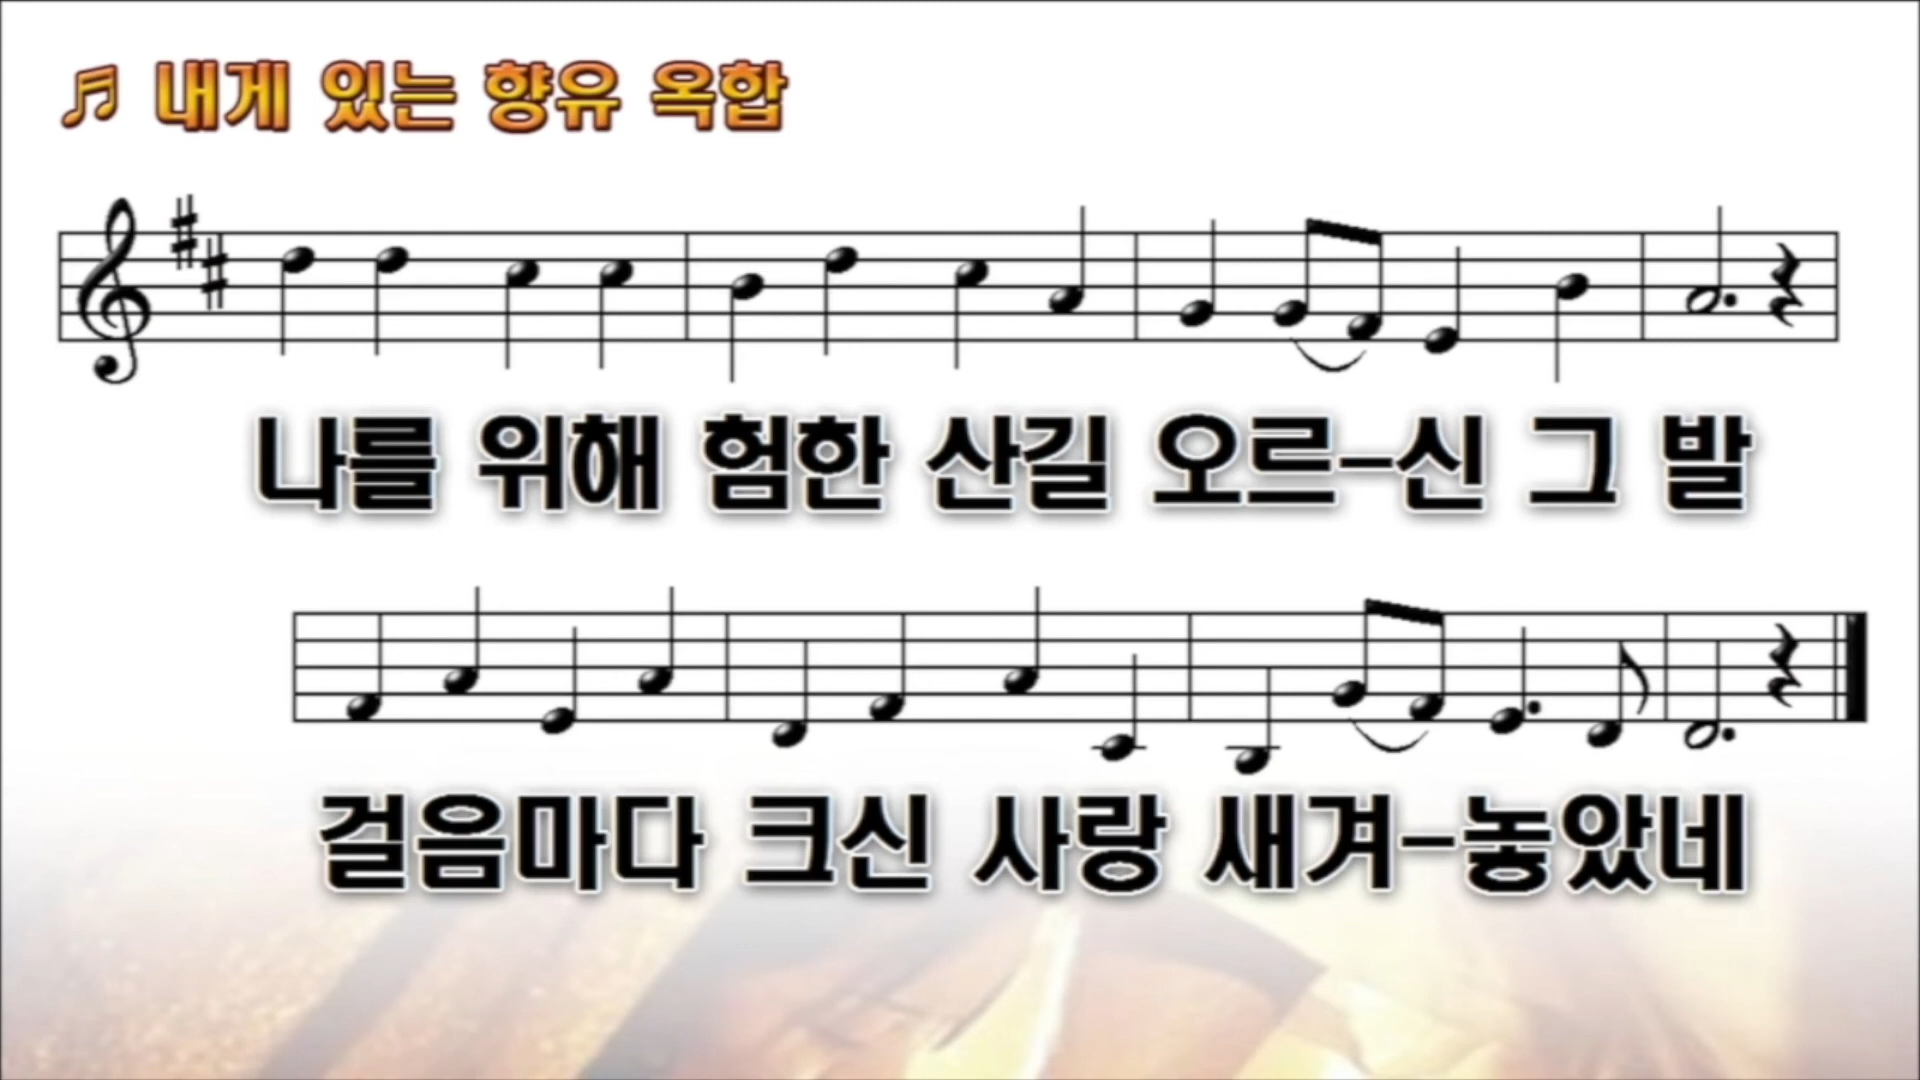 ♬ 내게 있는 향유 옥합
나를 위해 험한 산길 오르-신 그 발
걸음마다 크신 사랑 새겨-놓았네